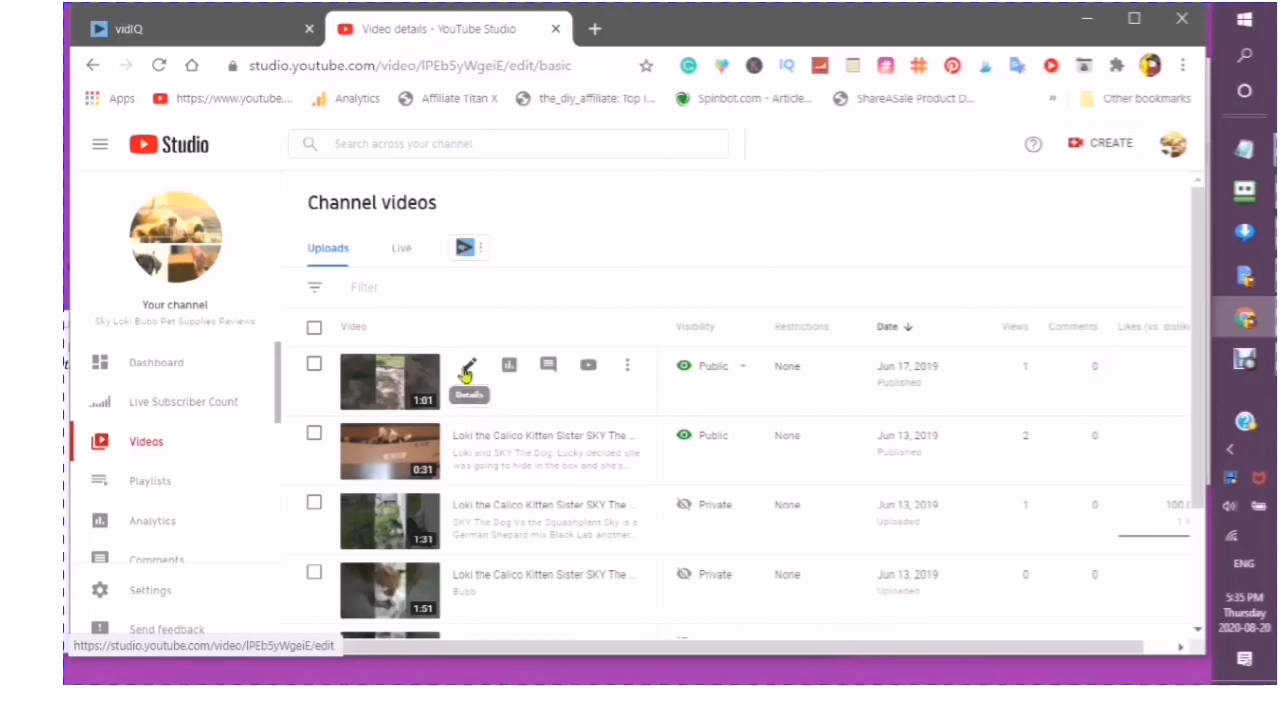 vidIQ
Video details - YouTube Studio
studio.youtube.com/video/lPEb5yWgeiE/edit/basic
IQ
Apps
https://www.youtube....
Analytics
Affiliate Titan X
the_diy_affiliate: Top I...
Spinbot.com - Article...
ShareASale Product D...
»
Other bookmarks
Studio
Search across your channel
CREATE
Channel videos
Uploads
Live
Filter
Your channel
Sky Loki Bubb Pet Supplies Reviews
Dashboard
Live Subscriber Count
Videos
Playlists
Analytics
Comments
Settings
Send feedback
Video
Visibility
Restrictions
Date
Views
Comments
Likes (vs. dislik
1:01
Details
Public
None
Jun 17, 2019
Published
1
0
0:31
Loki the Calico Kitten Sister SKY The ...
Loki and SKY The Dog. Lucky decided she
was going to hide in the box and she's...
Public
None
Jun 13, 2019
Published
2
0
1:31
Loki the Calico Kitten Sister SKY The ...
SKY The Dog Vs the Squashplant Sky is a
German Shepard mix Black Lab another...
Private
None
Jun 13, 2019
Uploaded
1
0
100.
1:51
Loki the Calico Kitten Sister SKY The ...
Bubb
Private
None
Jun 13, 2019
Uploaded
0
0
https://studio.youtube.com/video/lPEb5yWgeiE/edit
ENG
5:35 PM
Thursday
2020-08-20